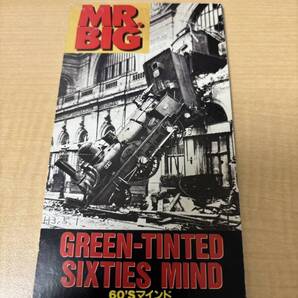 MR.
BIG
GREEN-TINTED
SIXTIES MIND
60'Sマインド